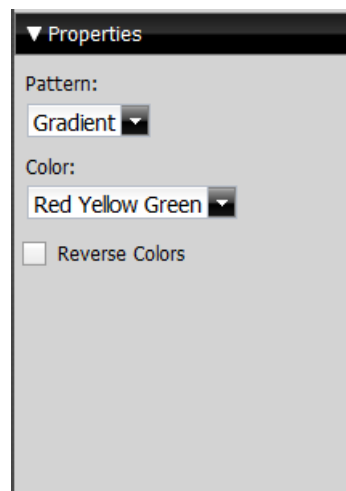 Properties
Pattern:
Gradient
Color:
Red Yellow Green
Reverse Colors